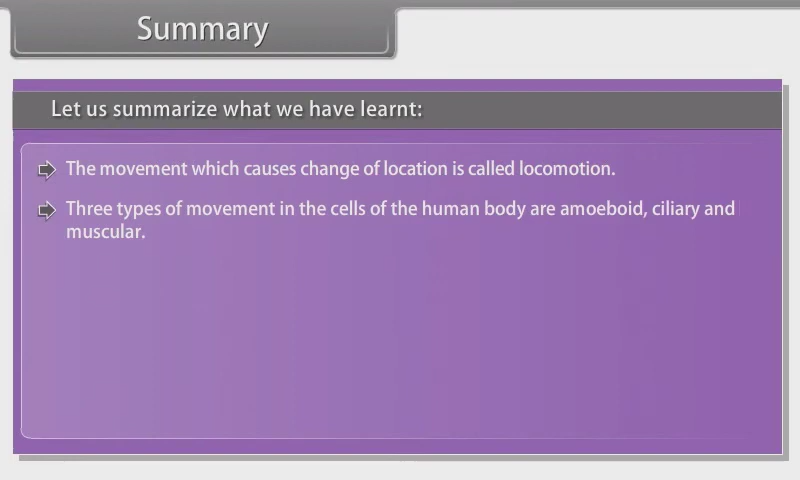 Summary
Let us summarize what we have learnt:
The movement which causes change of location is called locomotion.
Three types of movement in the cells of the human body are amoeboid, ciliary and
muscular.